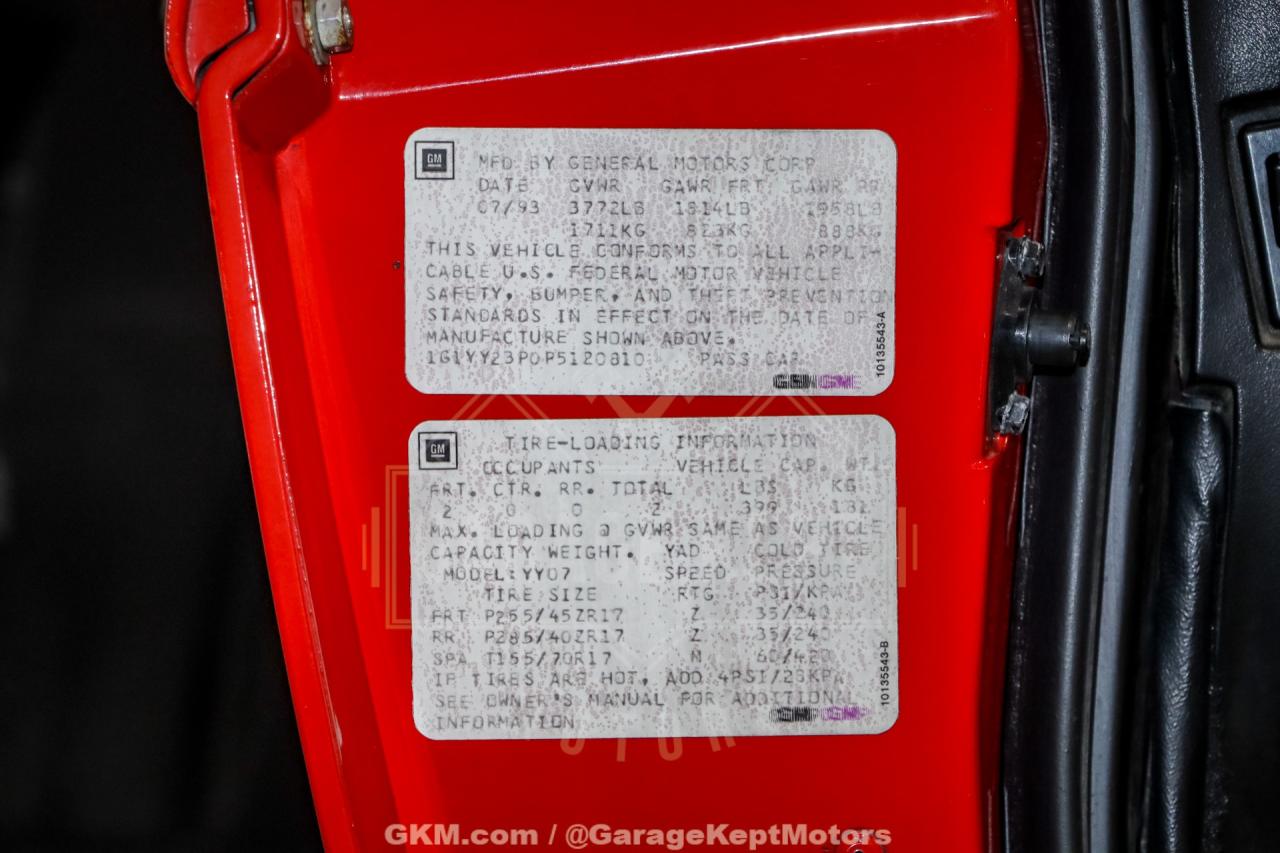 GM
MFD BY GENERAL MOTORS CORP
DATE GVWR GAWR FRT GAWR RR
07/93 3772LB 1814LB 1958LB
1711KG 823KG 888KG
THIS VEHICLE CONFORMS TO ALL APPLI-
CABLE U.S. FEDERAL MOTOR VEHICLE
SAFETY, BUMPER, AND THEFT PREVENTION
STANDARDS IN EFFECT ON THE DATE OF
MANUFACTURE SHOWN ABOVE.
1G1YY23P0P5120810 PASS CAR
10135543-A
GM
TIRE-LOADING INFORMATION
OCCUPANTS VEHICLE CAP. WT.
FRT. CTR. RR. TOTAL LBS KG
2 0 0 2 399 181
MAX. LOADING @ GVWR SAME AS VEHICLE
CAPACITY WEIGHT. YAD COLD TIRE
MODEL:YY07 SPEED PRESSURE
TIRE SIZE RTG PSI/KPA
FRT P255/45ZR17 Z 35/240
RR P285/40ZR17 Z 35/240
SPA T155/70R17 M 60/420
IF TIRES ARE HOT, ADD 4PSI/28KPA
SEE OWNER'S MANUAL FOR ADDITIONAL
INFORMATION
10135543-B
GKM.com / @GarageKeptMotors